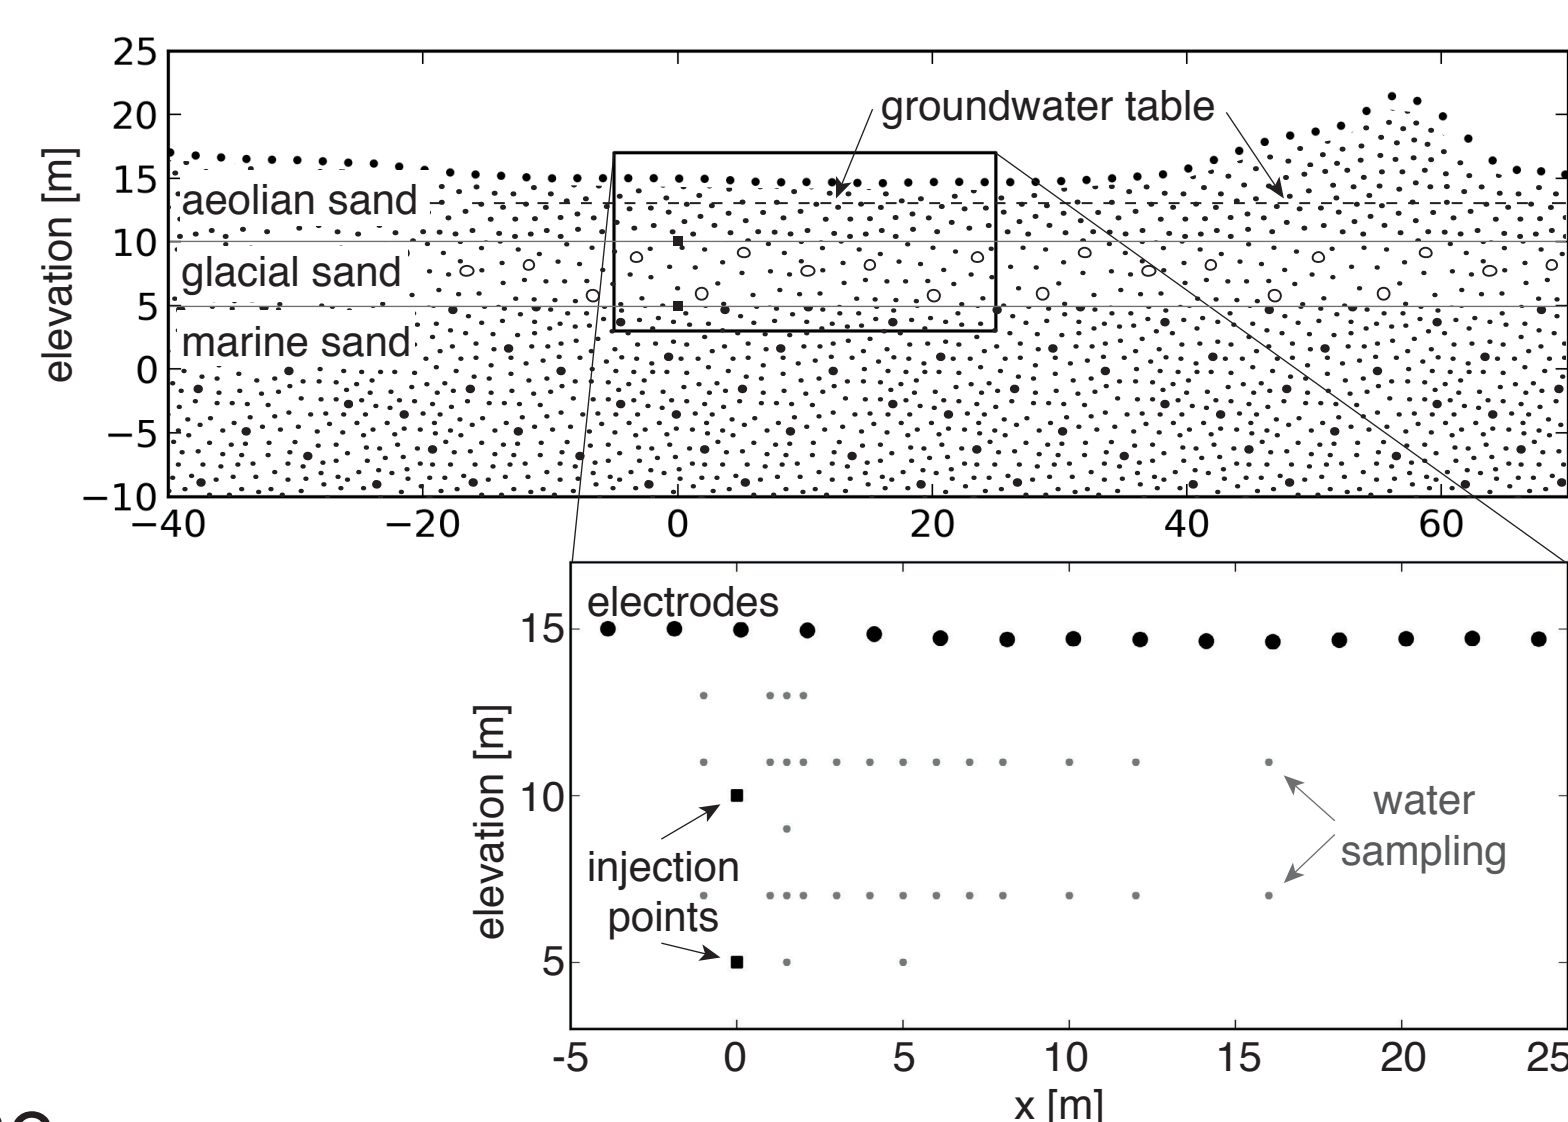 25
20
15
10
5
0
−5
−10
elevation [m]
groundwater table
aeolian sand
glacial sand
marine sand
−40
−20
0
20
40
60
electrodes
15
10
5
elevation [m]
injection
points
water
sampling
-5
0
5
10
15
20
25
x [m]